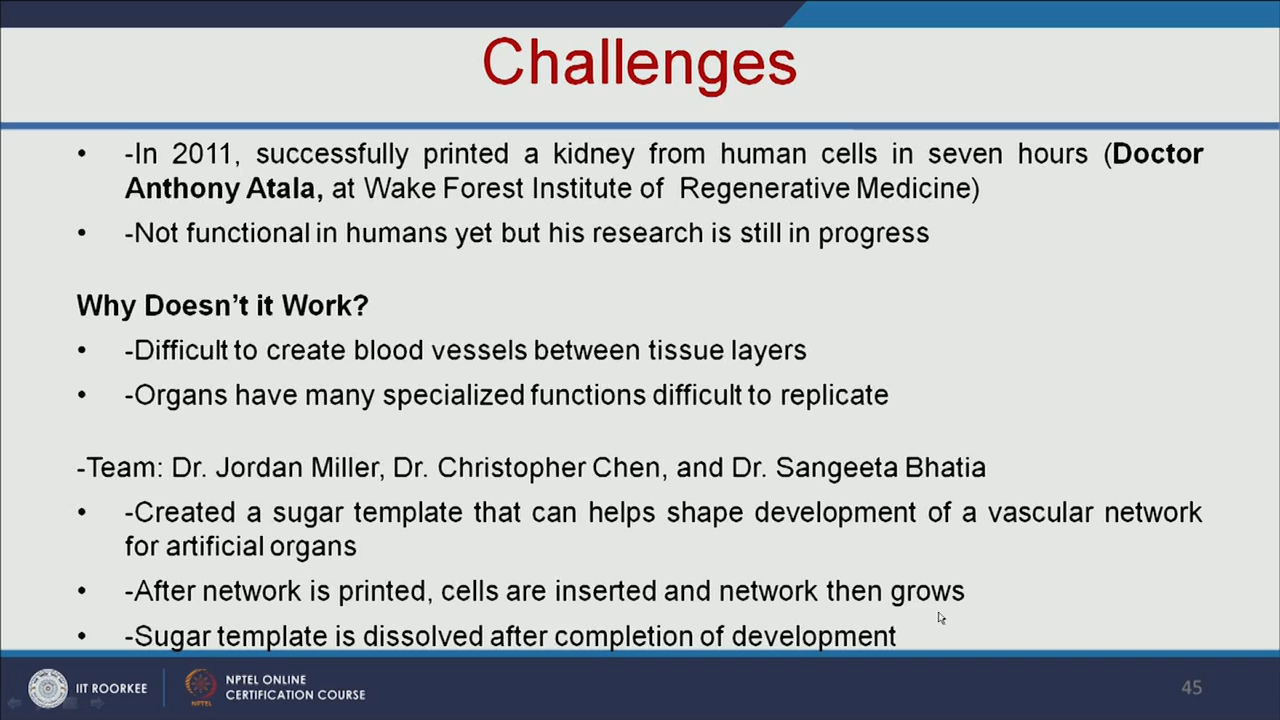 Challenges
• -In 2011, successfully printed a kidney from human cells in seven hours (Doctor
Anthony Atala, at Wake Forest Institute of Regenerative Medicine)
• -Not functional in humans yet but his research is still in progress
Why Doesn't it Work?
• -Difficult to create blood vessels between tissue layers
• -Organs have many specialized functions difficult to replicate
-Team: Dr. Jordan Miller, Dr. Christopher Chen, and Dr. Sangeeta Bhatia
• -Created a sugar template that can helps shape development of a vascular network
for artificial organs
• -After network is printed, cells are inserted and network then grows
• -Sugar template is dissolved after completion of development
IIT ROORKEE
NPTEL ONLINE
CERTIFICATION COURSE
NPTEL
45